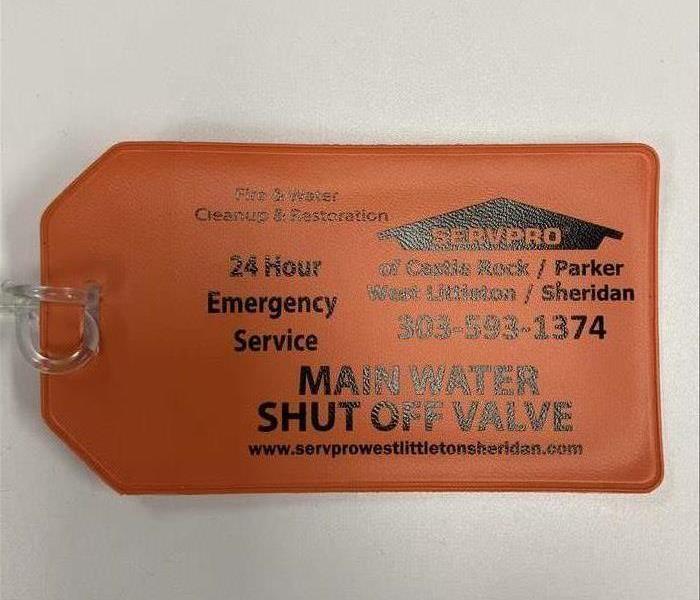 Fire & Water
Cleanup & Restoration
SERVPRO
of Castle Rock / Parker
West Littleton / Sheridan
303-593-1374
24 Hour
Emergency
Service
MAIN WATER
SHUT OFF VALVE
www.servprowestlittletonsheridan.com